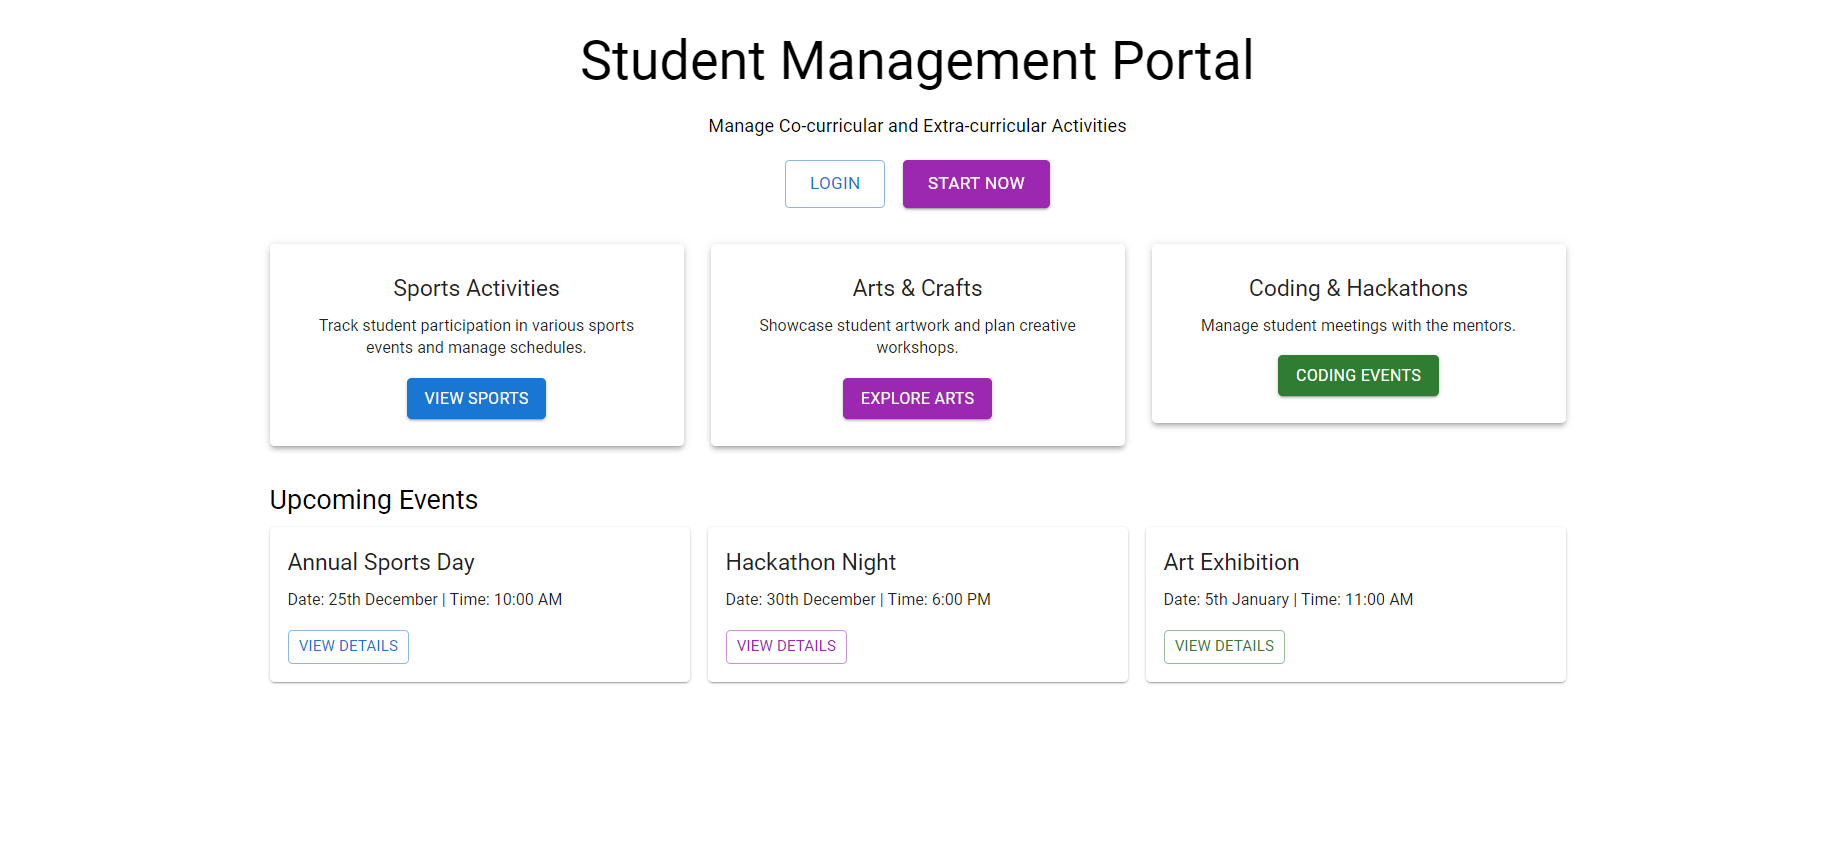 Student Management Portal
Manage Co-curricular and Extra-curricular Activities
LOGIN
START NOW
Sports Activities
Track student participation in various sports
events and manage schedules.
VIEW SPORTS
Arts & Crafts
Showcase student artwork and plan creative
workshops.
EXPLORE ARTS
Coding & Hackathons
Manage student meetings with the mentors.
CODING EVENTS
Upcoming Events
Annual Sports Day
Date: 25th December | Time: 10:00 AM
VIEW DETAILS
Hackathon Night
Date: 30th December | Time: 6:00 PM
VIEW DETAILS
Art Exhibition
Date: 5th January | Time: 11:00 AM
VIEW DETAILS